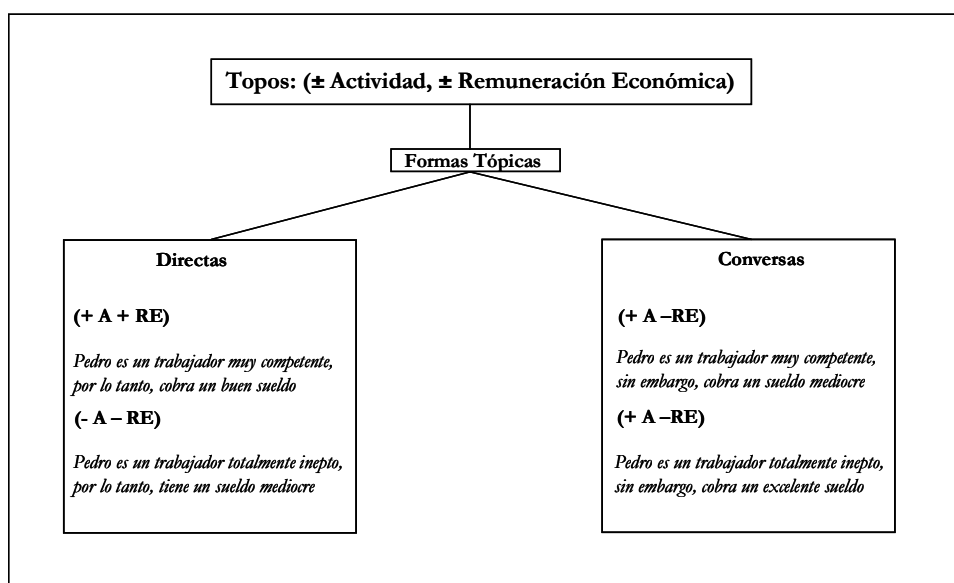 Topos: (± Actividad, ± Remuneración Económica)
Formas Tópicas
Directas
(+ A + RE)
Pedro es un trabajador muy competente,
por lo tanto, cobra un buen sueldo
(- A – RE)
Pedro es un trabajador totalmente inepto,
por lo tanto, tiene un sueldo mediocre
Conversas
(+ A –RE)
Pedro es un trabajador muy competente,
sin embargo, cobra un sueldo mediocre
(+ A –RE)
Pedro es un trabajador totalmente inepto,
sin embargo, cobra un excelente sueldo